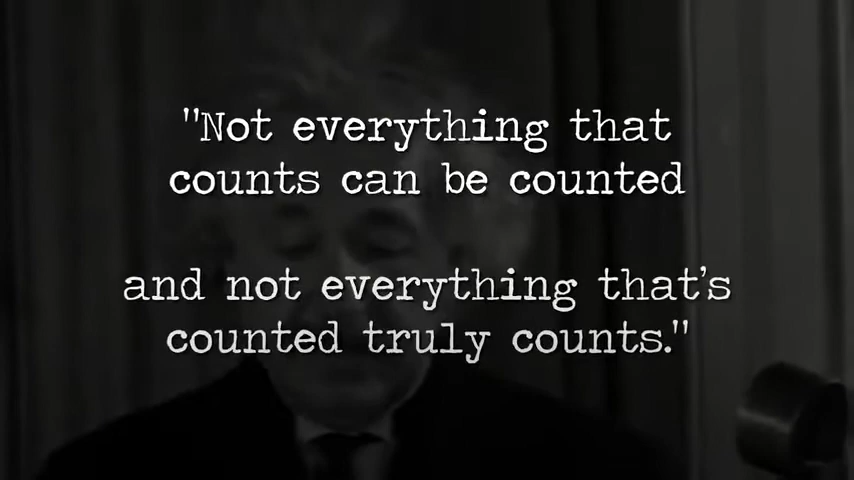 "Not everything that
counts can be counted
and not everything that's
counted truly counts."